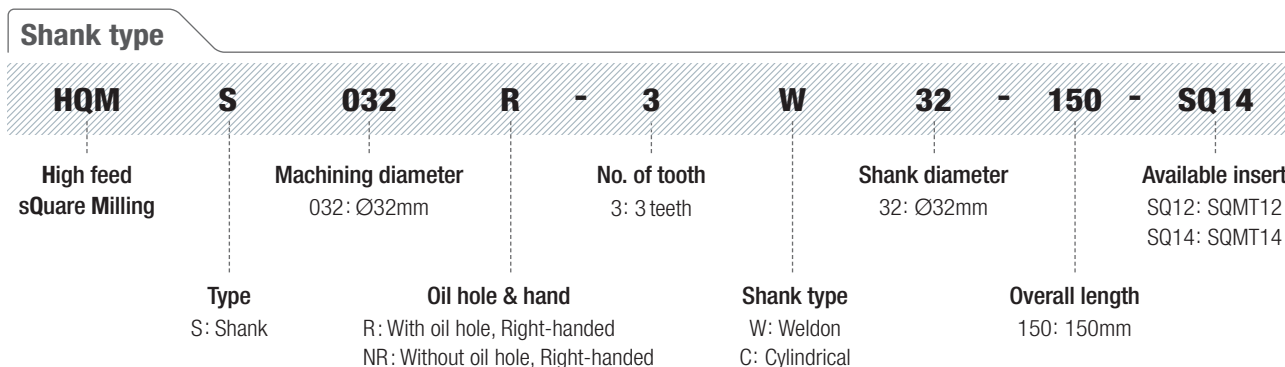 Shank type
HQM S 032 R - 3 W 32 - 150 - SQ14
High feed
sQuare Milling
Machining diameter
032: Ø32mm
No. of tooth
3: 3 teeth
Shank diameter
32: Ø32mm
Available insert
SQ12: SQMT12
SQ14: SQMT14
Type
S: Shank
Oil hole & hand
R: With oil hole, Right-handed
NR: Without oil hole, Right-handed
Shank type
W: Weldon
C: Cylindrical
Overall length
150: 150mm